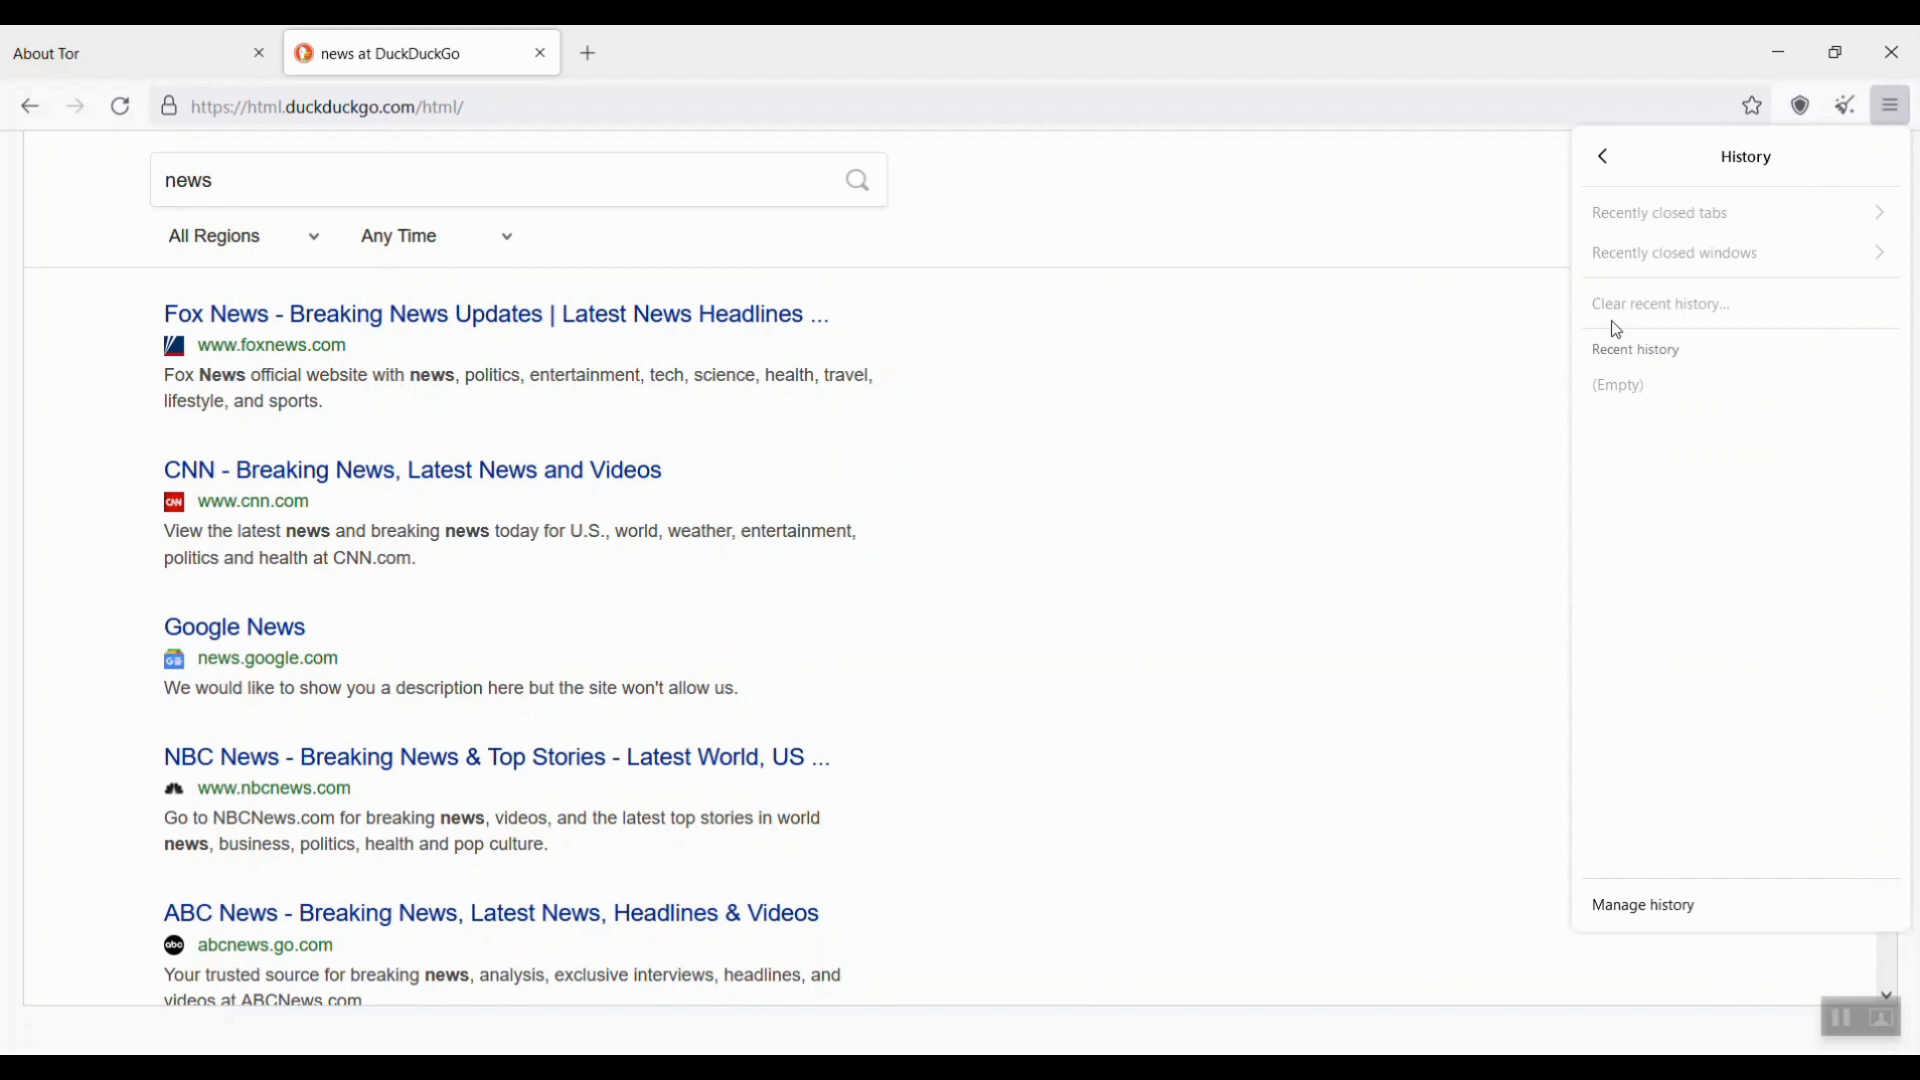 About Tor
news at DuckDuckGo
https://html.duckduckgo.com/html/
news
All Regions
Any Time
Fox News - Breaking News Updates | Latest News Headlines ...
www.foxnews.com
Fox News official website with news, politics, entertainment, tech, science, health, travel,
lifestyle, and sports.
CNN - Breaking News, Latest News and Videos
CNN
www.cnn.com
View the latest news and breaking news today for U.S., world, weather, entertainment,
politics and health at CNN.com.
Google News
news.google.com
We would like to show you a description here but the site won't allow us.
NBC News - Breaking News & Top Stories - Latest World, US ...
www.nbcnews.com
Go to NBCNews.com for breaking news, videos, and the latest top stories in world
news, business, politics, health and pop culture.
ABC News - Breaking News, Latest News, Headlines & Videos
abc
abcnews.go.com
Your trusted source for breaking news, analysis, exclusive interviews, headlines, and
videos at ABCNews.com
History
Recently closed tabs
Recently closed windows
Clear recent history...
Recent history
(Empty)
Manage history